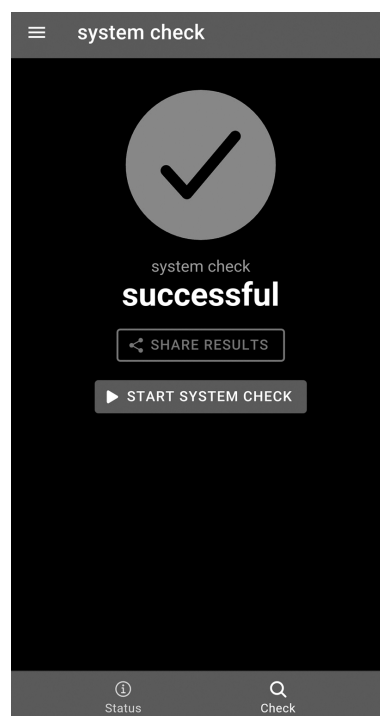 system check
system check
successful
SHARE RESULTS
START SYSTEM CHECK
Status
Check